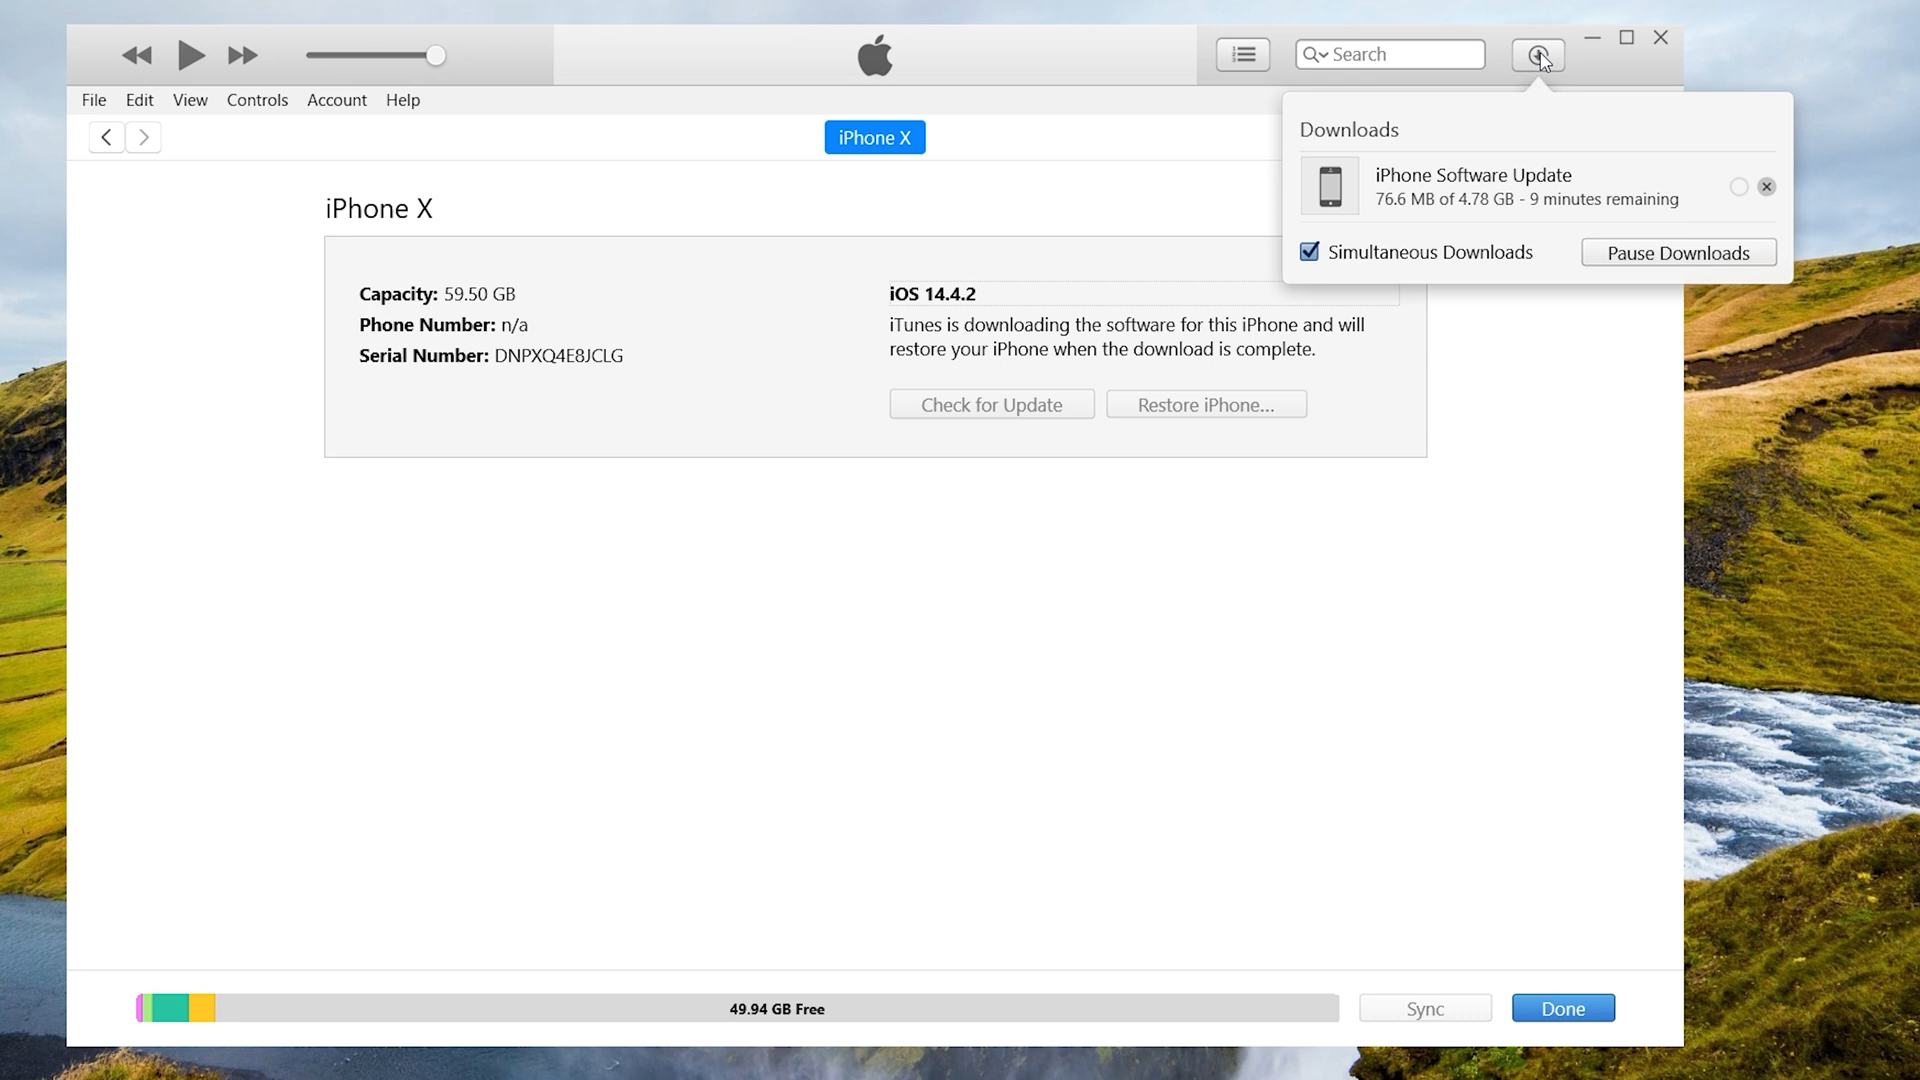 Search
File Edit View Controls Account Help
iPhone X
Downloads
iPhone Software Update
76.6 MB of 4.78 GB - 9 minutes remaining
Simultaneous Downloads Pause Downloads
iPhone X
Capacity: 59.50 GB
Phone Number: n/a
Serial Number: DNPXQ4E8JCLG
iOS 14.4.2
iTunes is downloading the software for this iPhone and will
restore your iPhone when the download is complete.
Check for Update Restore iPhone...
49.94 GB Free
Sync Done